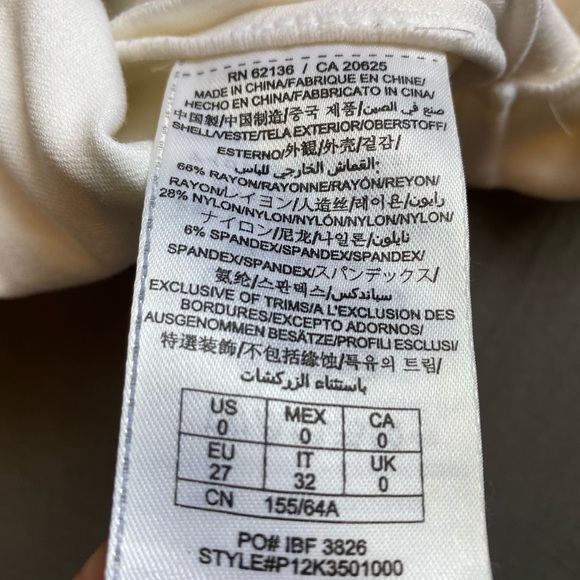 RN 62136 / CA 20625
MADE IN CHINA/FABRIQUE EN CHINE/
HECHO EN CHINA/FABBRICATO IN CINA/
中国製/中国制造/중국 제품/صنع في الصين/
SHELL/VESTE/TELA EXTERIOR/OBERSTOFF/
ESTERNO/外観/外壳/겉감/
القماش الخارجي للباس:
66% RAYON/RAYONNE/RAYÓN/REYON/
RAYON/レイヨン/人造丝/레이온/رايون/
28% NYLON/NYLON/NYLON/NYLON/NYLON/
ナイロン/尼龙/나일론/نايلون/
6% SPANDEX/SPANDEX/SPANDEX/
SPANDEX/SPANDEX/スパンデックス/
氨纶/스판덱스/سباندكس/
EXCLUSIVE OF TRIMS/A L'EXCLUSION DES
BORDURES/EXCEPTO ADORNOS/
AUSGENOMMEN BESÄTZE/PROFILI ESCLUSI/
特選装飾/不包括缘蚀/특유의 트림/
باستثناء الزركشات
US MEX CA
0 0 0
EU IT UK
27 32 0
CN 155/64A
PO# IBF 3826
STYLE#P12K3501000